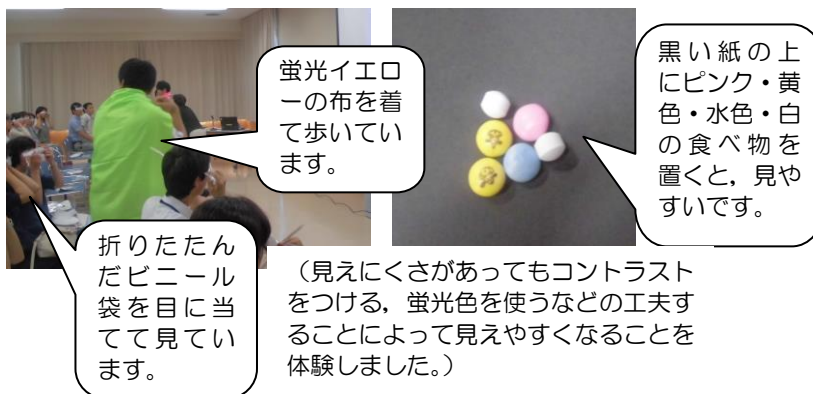 蛍光イエロ
ーの布を着
て歩いてい
ます。
黒い紙の上
にピンク・黄
色・水色・白
の食べ物を
置くと，見や
すいです。
折りたたん
だビニール
袋を目に当
てて見てい
ます。
（見えにくさがあってもコントラスト
をつける，蛍光色を使うなどの工夫す
ることによって見えやすくなることを
体験しました。）